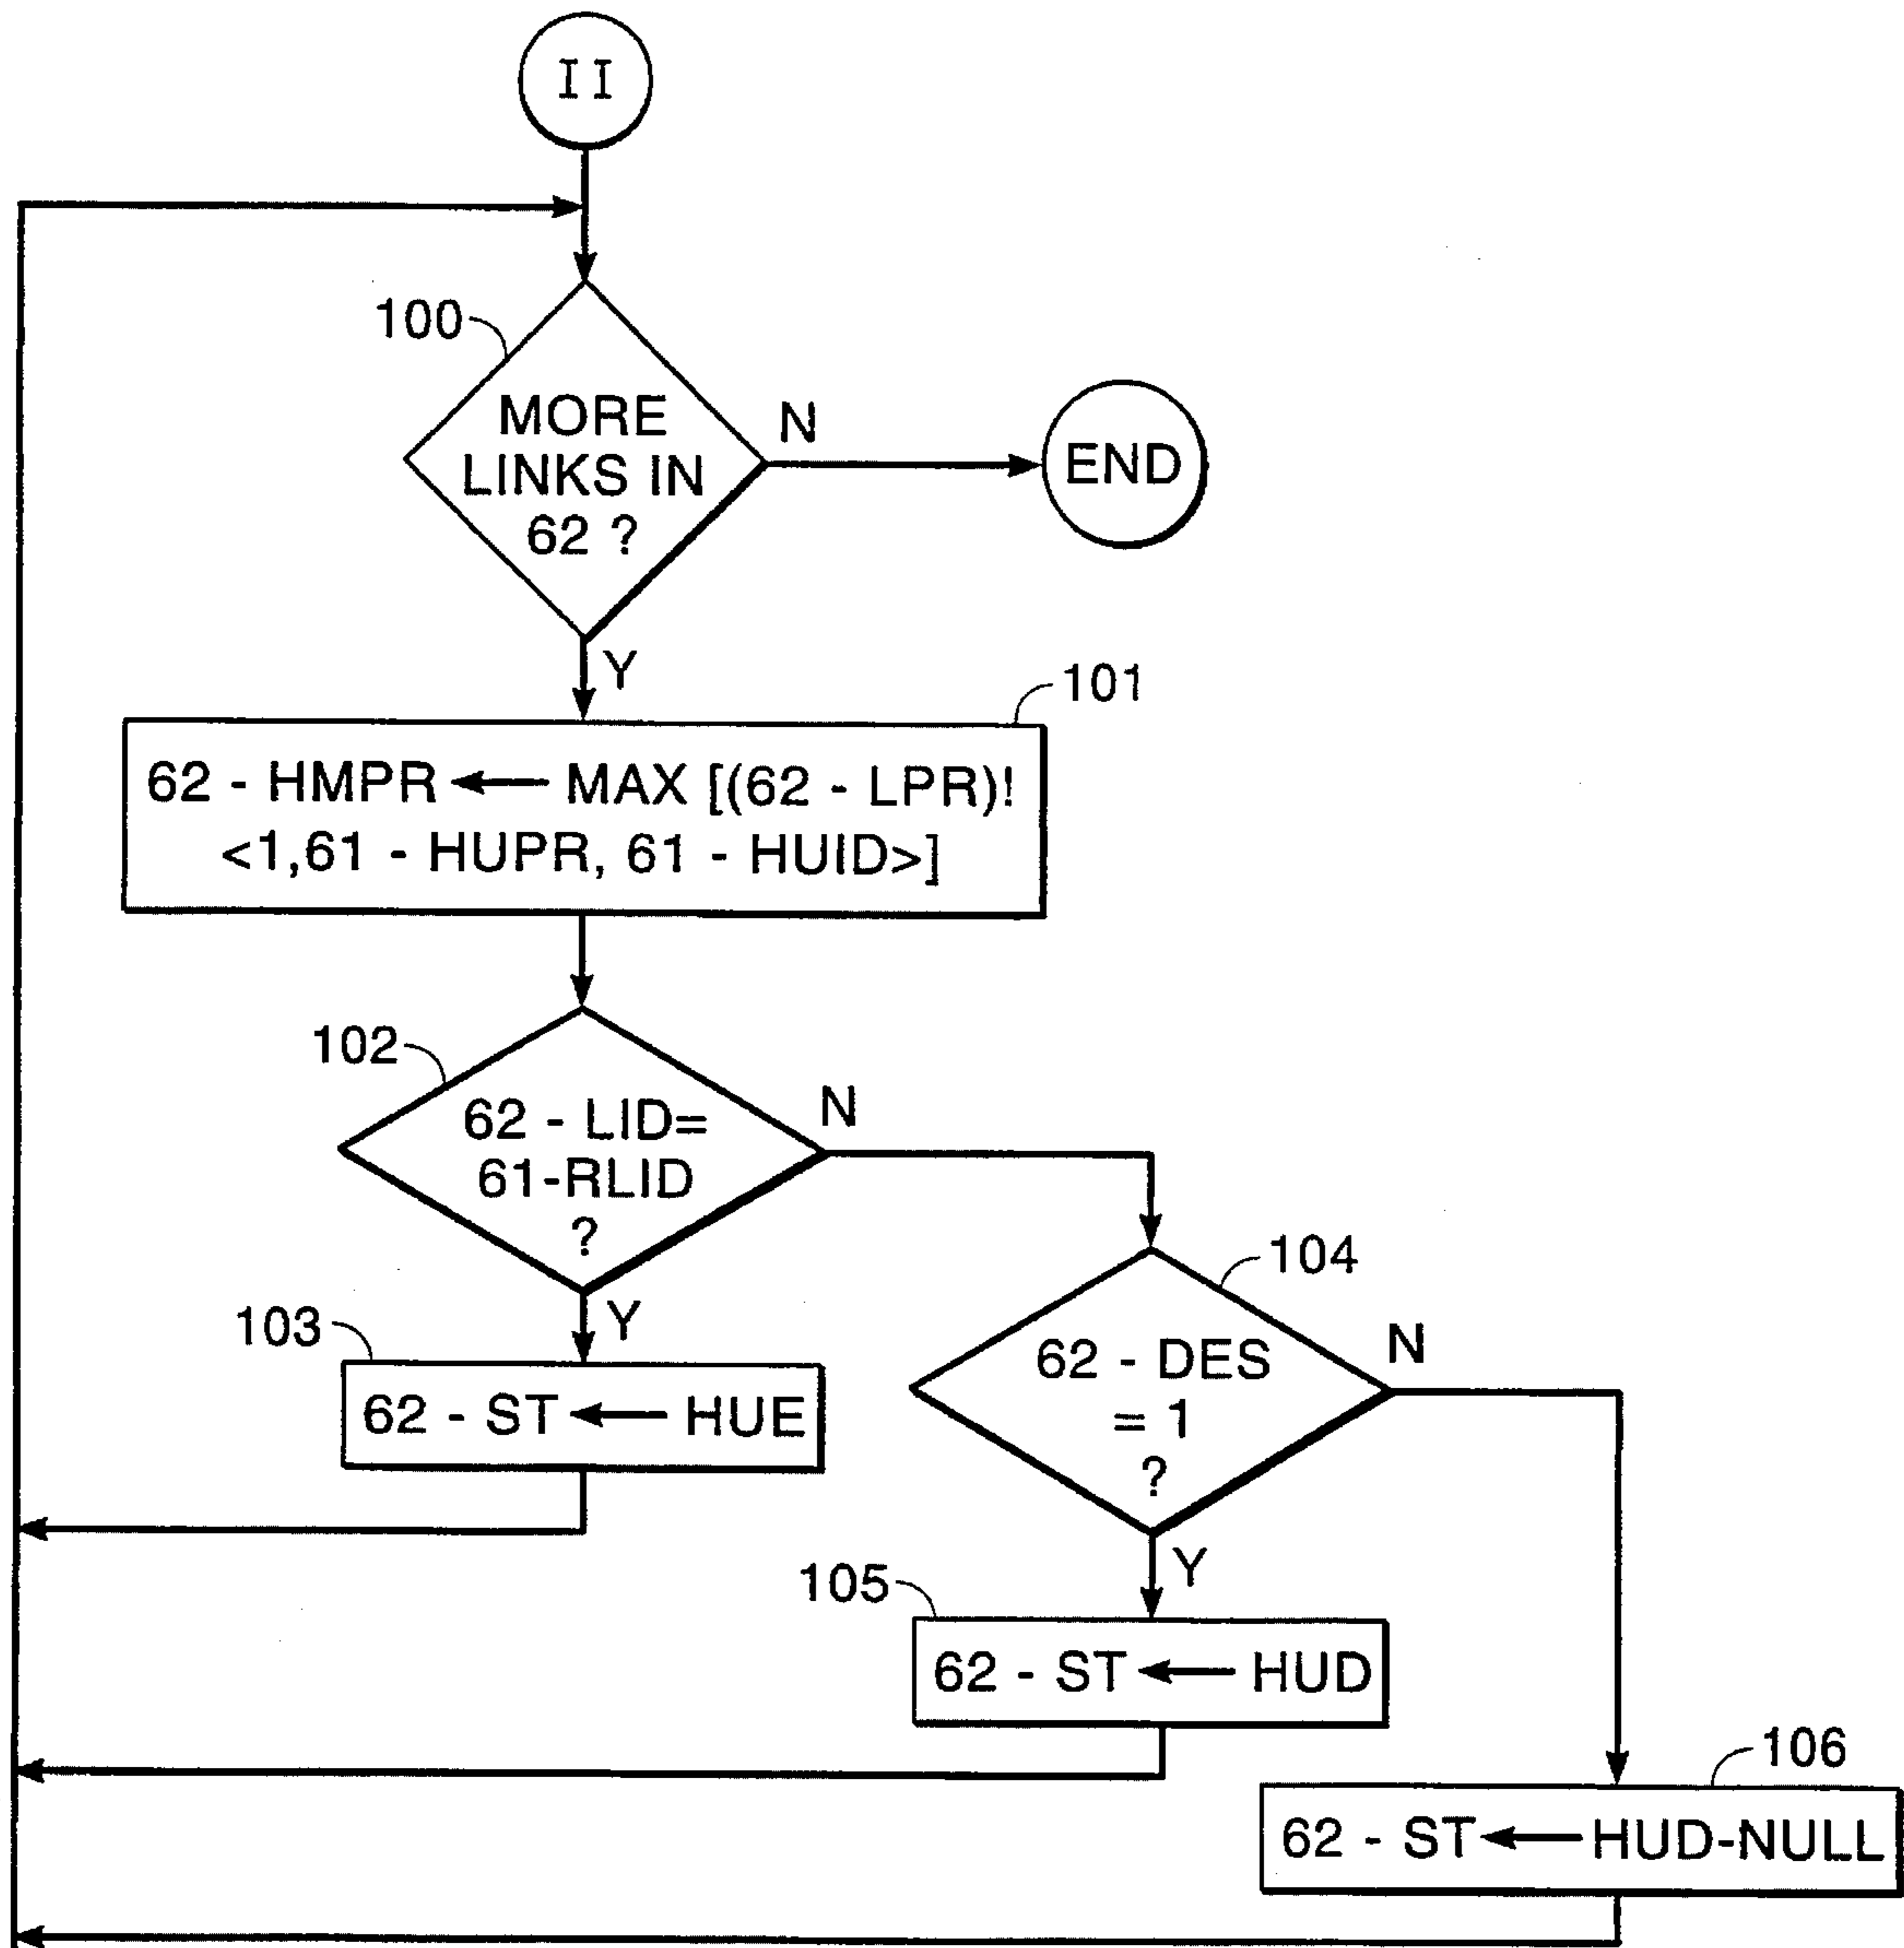 II
100
MORE
LINKS IN
62 ?
N
END
Y
101
62 - HMPR ← MAX [(62 - LPR)!
<1,61 - HUPR, 61 - HUID>]
102
62 - LID=
61-RLID
?
N
Y
103
62 - ST ← HUE
104
62 - DES
= 1
?
N
Y
105
62 - ST ← HUD
106
62 - ST ← HUD-NULL